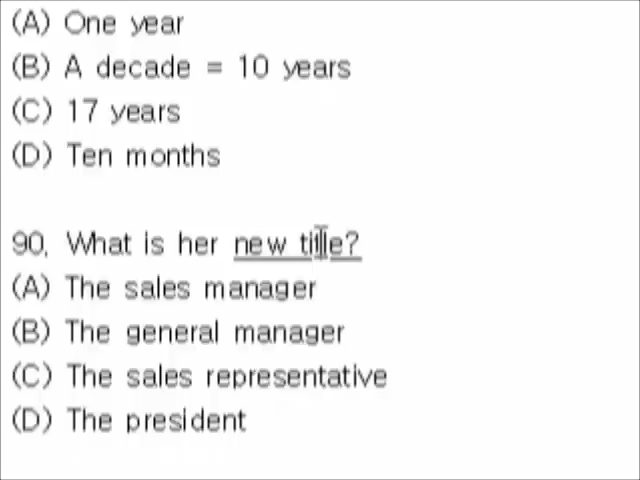 (A) One year
(B) A decade = 10 years
(C) 17 years
(D) Ten months
90. What is her new title?
(A) The sales manager
(B) The general manager
(C) The sales representative
(D) The president